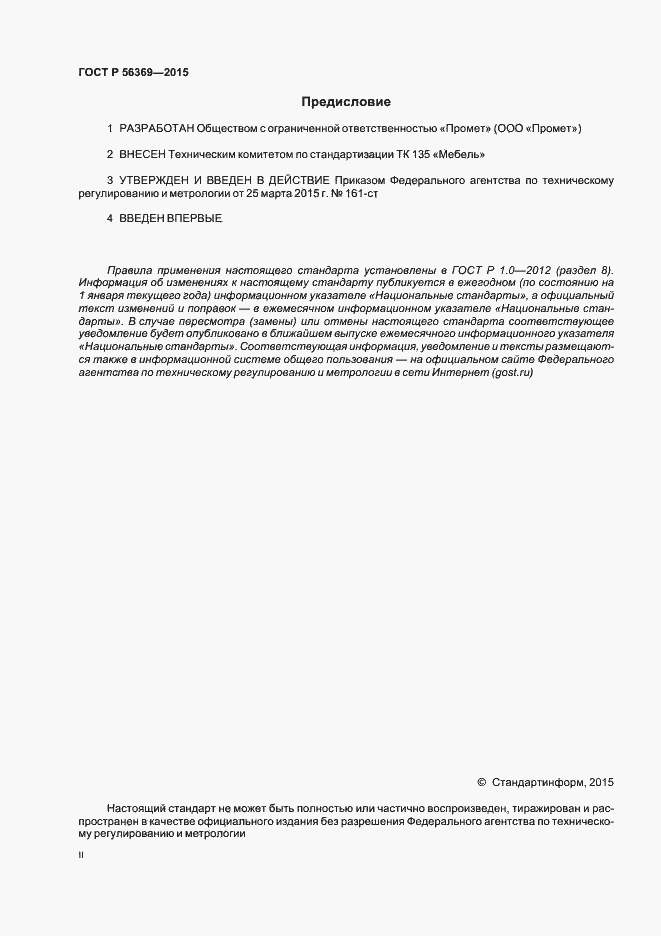 ГОСТ Р 56369—2015
Предисловие
1 РАЗРАБОТАН Обществом с ограниченной ответственностью «Промет» (ООО «Промет»)
2 ВНЕСЕН Техническим комитетом по стандартизации ТК 135 «Мебель»
3 УТВЕРЖДЕН И ВВЕДЕН В ДЕЙСТВИЕ Приказом Федерального агентства по техническому
регулированию и метрологии от 25 марта 2015 г. № 161-ст
4 ВВЕДЕН ВПЕРВЫЕ
Правила применения настоящего стандарта установлены в ГОСТ Р 1.0—2012 (раздел 8).
Информация об изменениях к настоящему стандарту публикуется в ежегодном (по состоянию на
1 января текущего года) информационном указателе «Национальные стандарты», а официальный
текст изменений и поправок — в ежемесячном информационном указателе «Национальные стан-
дарты». В случае пересмотра (замены) или отмены настоящего стандарта соответствующее
уведомление будет опубликовано в ближайшем выпуске ежемесячного информационного указателя
«Национальные стандарты». Соответствующая информация, уведомление и тексты размещают-
ся также в информационной системе общего пользования — на официальном сайте Федерального
агентства по техническому регулированию и метрологии в сети Интернет (gost.ru)
© Стандартинформ, 2015
Настоящий стандарт не может быть полностью или частично воспроизведен, тиражирован и рас-
пространен в качестве официального издания без разрешения Федерального агентства по техническо-
му регулированию и метрологии
II